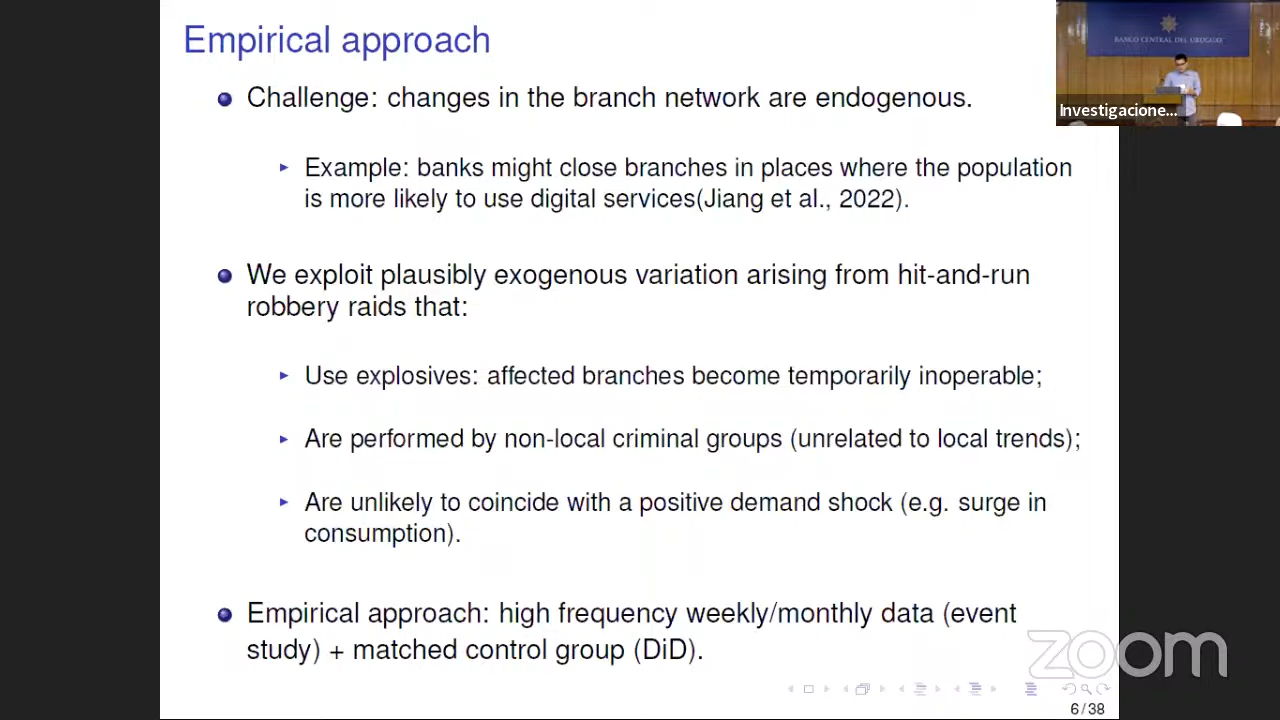 Empirical approach
Challenge: changes in the branch network are endogenous.
Example: banks might close branches in places where the population
is more likely to use digital services(Jiang et al., 2022).
We exploit plausibly exogenous variation arising from hit-and-run
robbery raids that:
Use explosives: affected branches become temporarily inoperable;
Are performed by non-local criminal groups (unrelated to local trends);
Are unlikely to coincide with a positive demand shock (e.g. surge in
consumption).
Empirical approach: high frequency weekly/monthly data (event
study) + matched control group (DiD).
6/38
BANCO CENTRAL DEL URUGUAY
Investigacione...
zoom